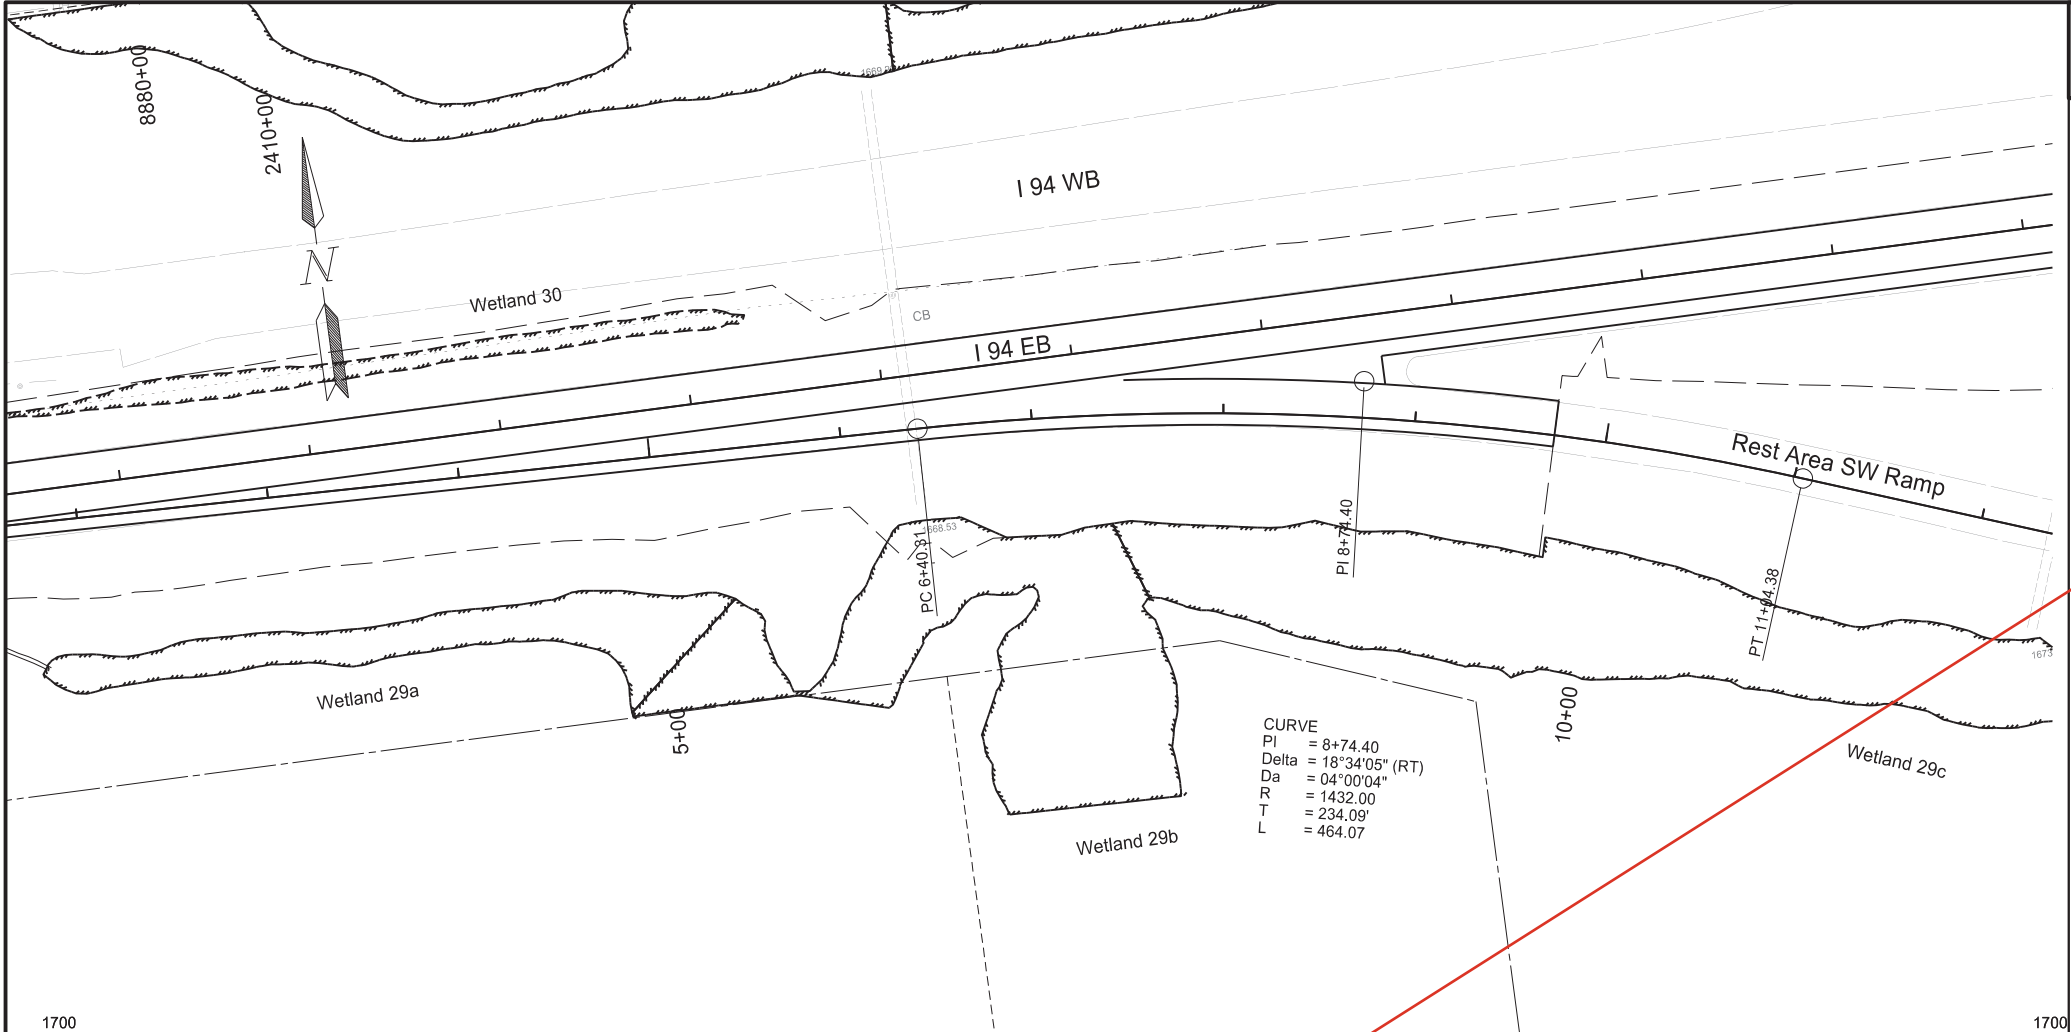 8880+00
2410+00
1669.
I 94 WB
N
Wetland 30
CB
I 94 EB
Rest Area SW Ramp
1668.53
PC 6+40.31
PI 8+74.40
PT 11+04.38
1673
Wetland 29a
5+00
10+00
CURVE
PI = 8+74.40
Delta = 18°34'05" (RT)
Da = 04°00'04"
R = 1432.00
T = 234.09'
L = 464.07
Wetland 29c
Wetland 29b
1700
1700